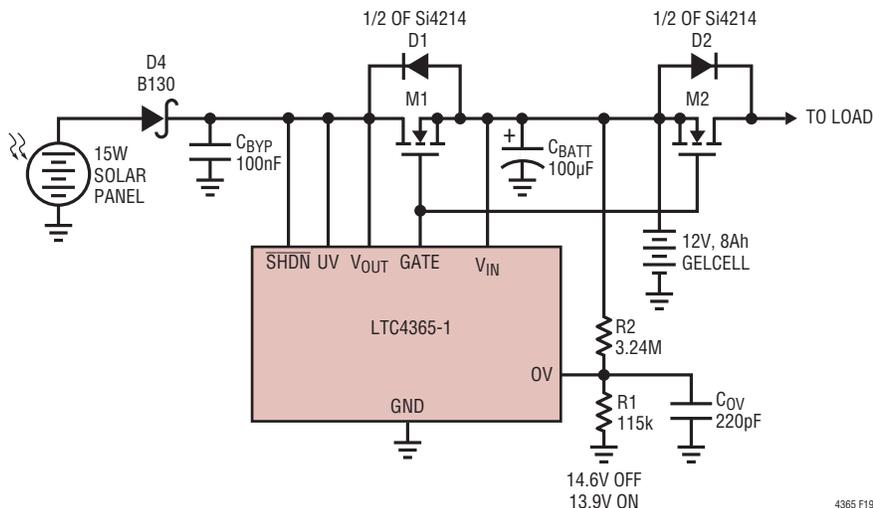 1/2 OF Si4214
D1
1/2 OF Si4214
D2
D4
B130
M1
M2
TO LOAD
15W
SOLAR
PANEL
CBYP
100nF
+
CBATT
100µF
12V, 8Ah
GELCELL
SHDN UV VOUT GATE VIN
LTC4365-1
R2
3.24M
OV
GND
R1
115k
COV
220pF
14.6V OFF
13.9V ON
4365 F19